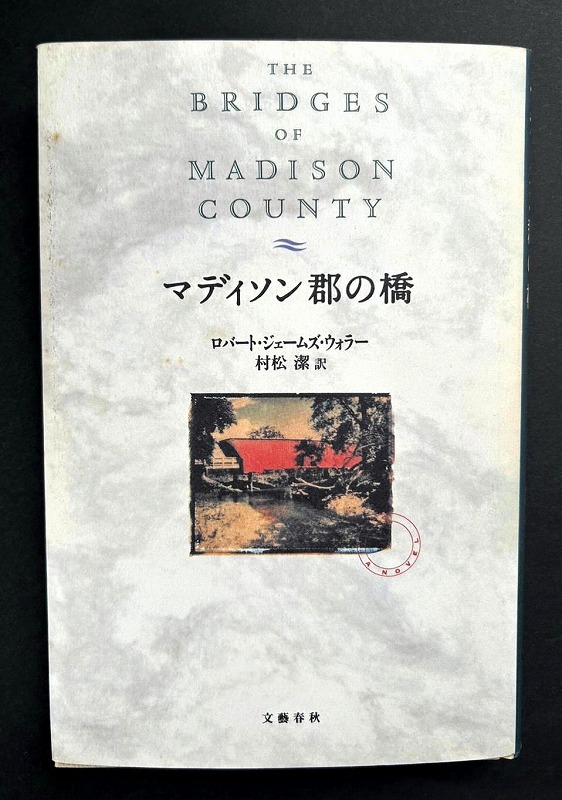 THE
BRIDGES
OF
MADISON
COUNTY
マディソン郡の橋
ロバート・ジェームズ・ウォラー
村松 潔 訳
A NOVEL
文藝春秋